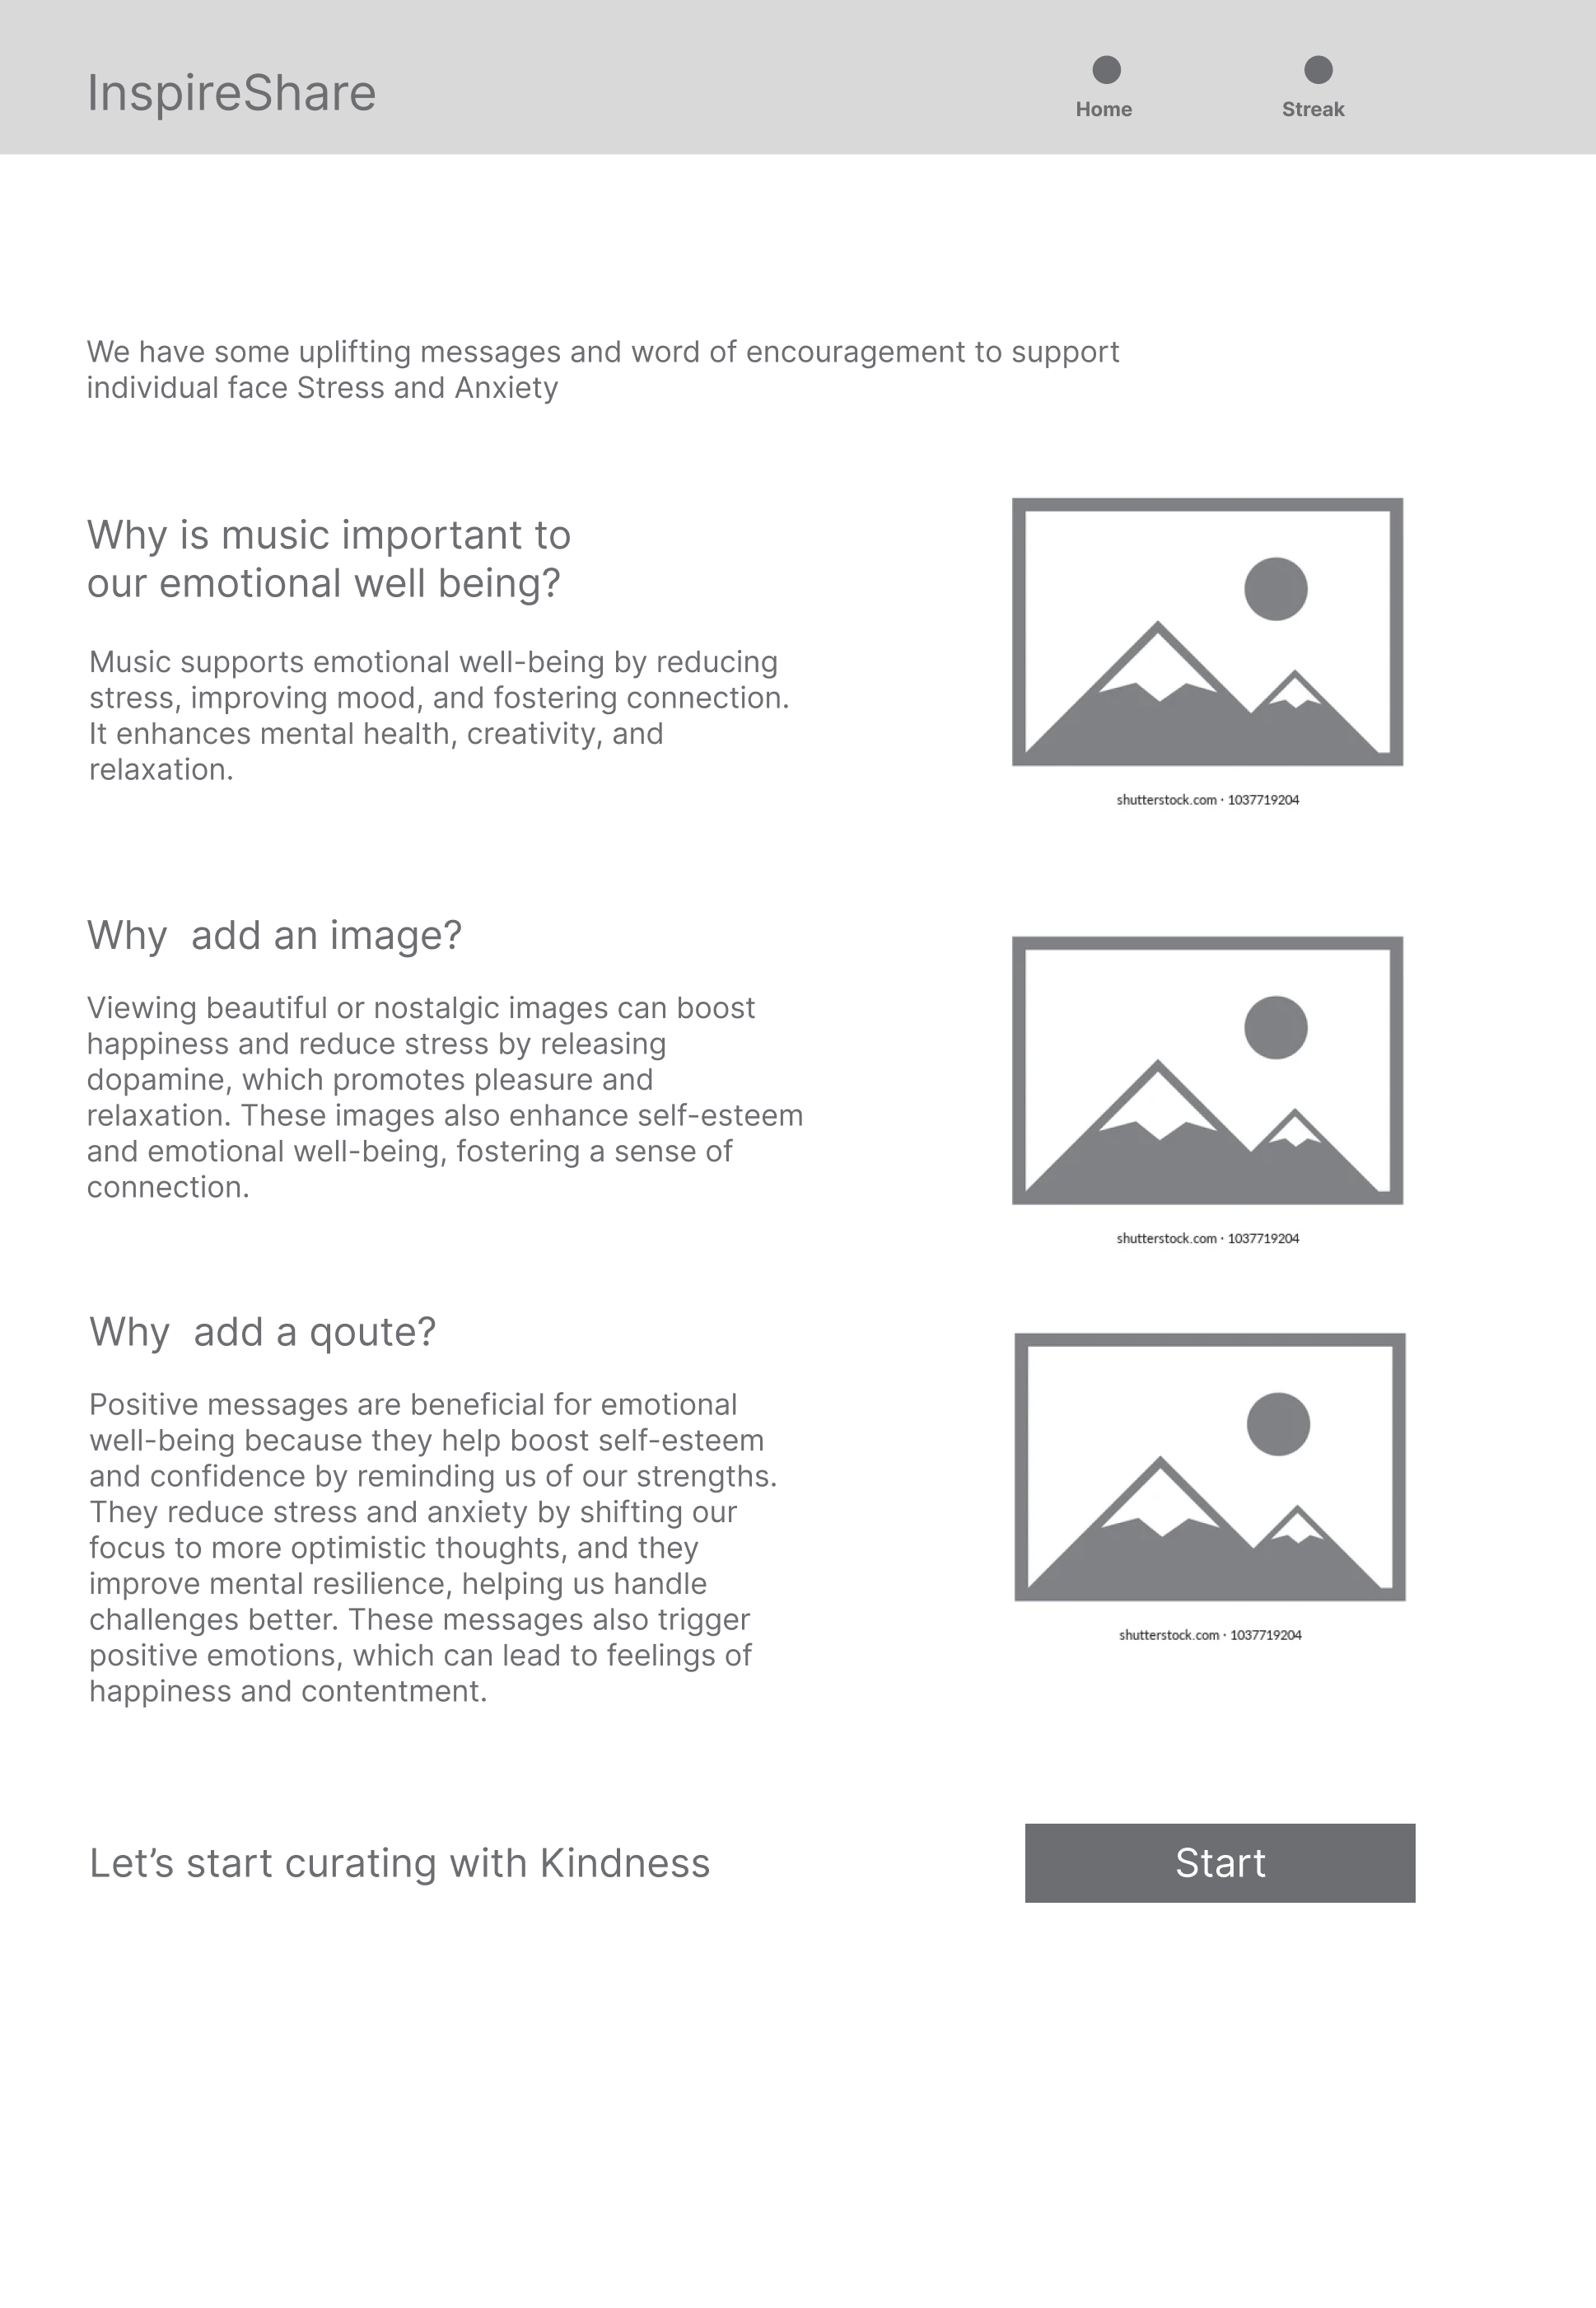 InspireShare
Home
Streak
We have some uplifting messages and word of encouragement to support
individual face Stress and Anxiety
Why is music important to
our emotional well being?
Music supports emotional well-being by reducing
stress, improving mood, and fostering connection.
It enhances mental health, creativity, and
relaxation.
shutterstock.com · 1037719204
Why  add an image?
Viewing beautiful or nostalgic images can boost
happiness and reduce stress by releasing
dopamine, which promotes pleasure and
relaxation. These images also enhance self-esteem
and emotional well-being, fostering a sense of
connection.
shutterstock.com · 1037719204
Why  add a qoute?
Positive messages are beneficial for emotional
well-being because they help boost self-esteem
and confidence by reminding us of our strengths.
They reduce stress and anxiety by shifting our
focus to more optimistic thoughts, and they
improve mental resilience, helping us handle
challenges better. These messages also trigger
positive emotions, which can lead to feelings of
happiness and contentment.
shutterstock.com · 1037719204
Let’s start curating with Kindness
Start